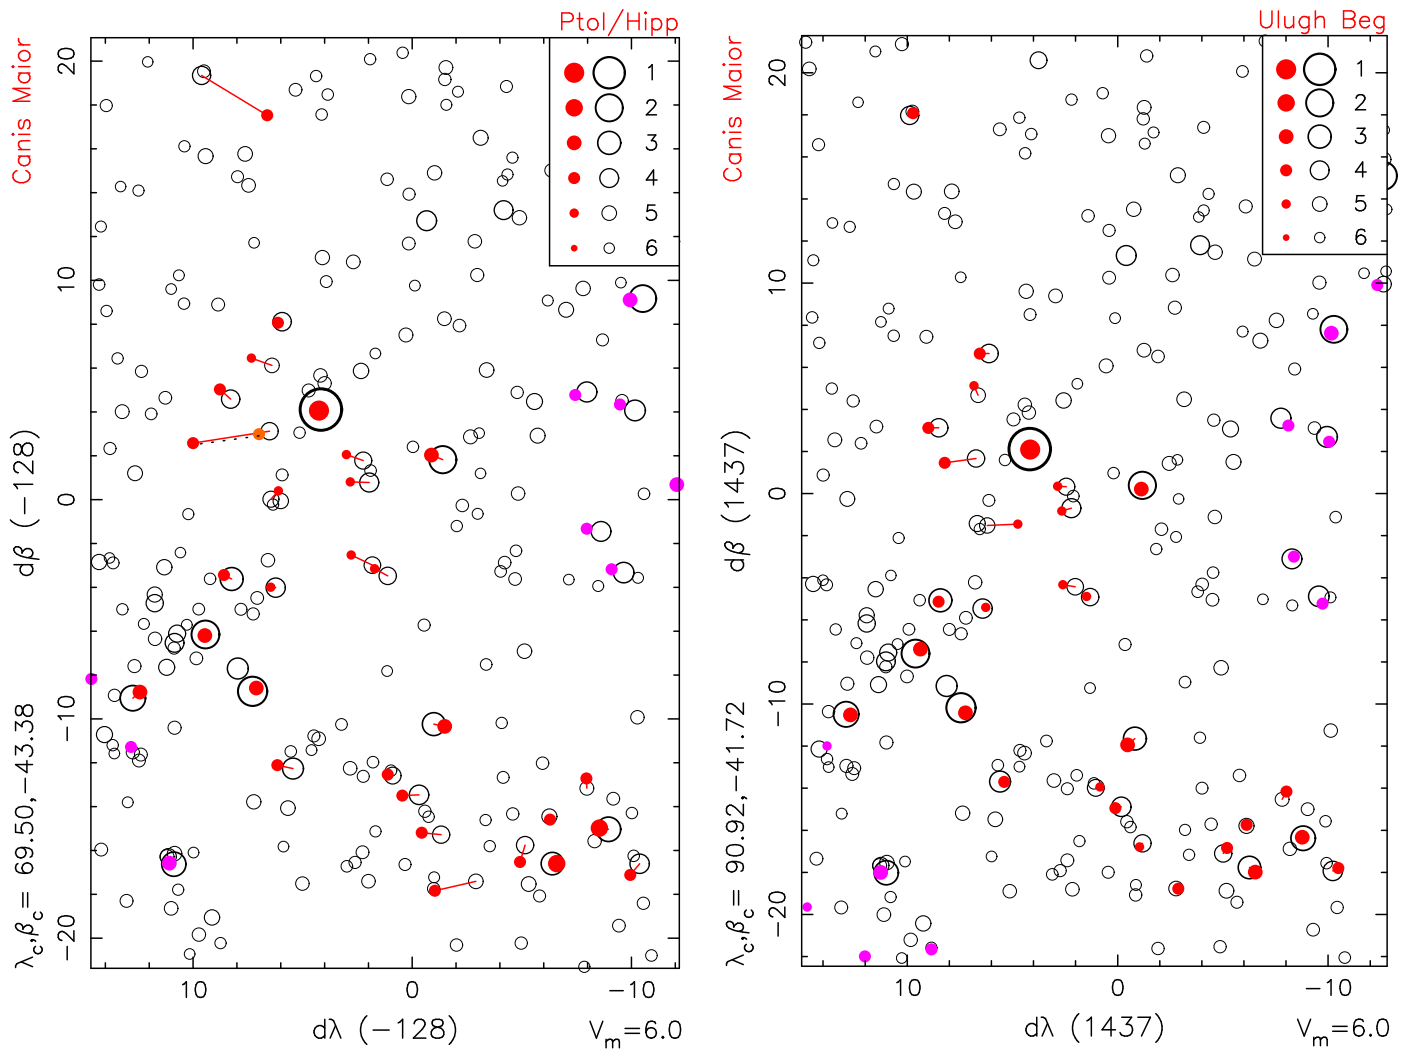 Ptol/Hipp
Canis Maior
1
2
3
4
5
6
20
10
0
−10
−20
dβ (−128)
λc,βc= 69.50,−43.38
10
0
−10
dλ (−128)
Vm=6.0
Ulugh Beg
Canis Maior
1
2
3
4
5
6
20
10
0
−10
−20
dβ (1437)
λc,βc= 90.92,−41.72
10
0
−10
dλ (1437)
Vm=6.0